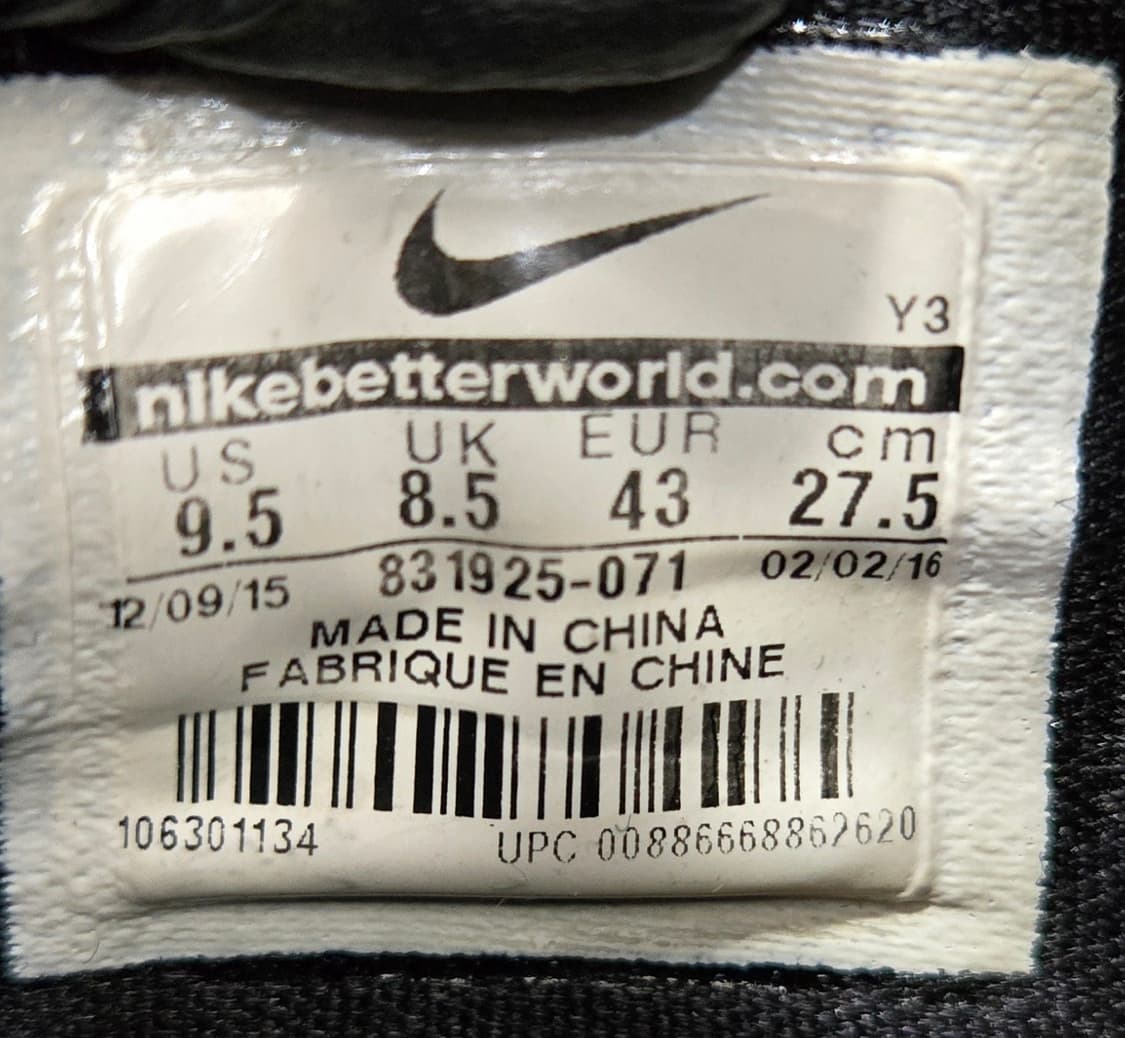 Y3
nikebetterworld.com
US UK EUR cm
9.5 8.5 43 27.5
12/09/15 831925-071 02/02/16
MADE IN CHINA
FABRIQUE EN CHINE
106301134 UPC 00886668862620